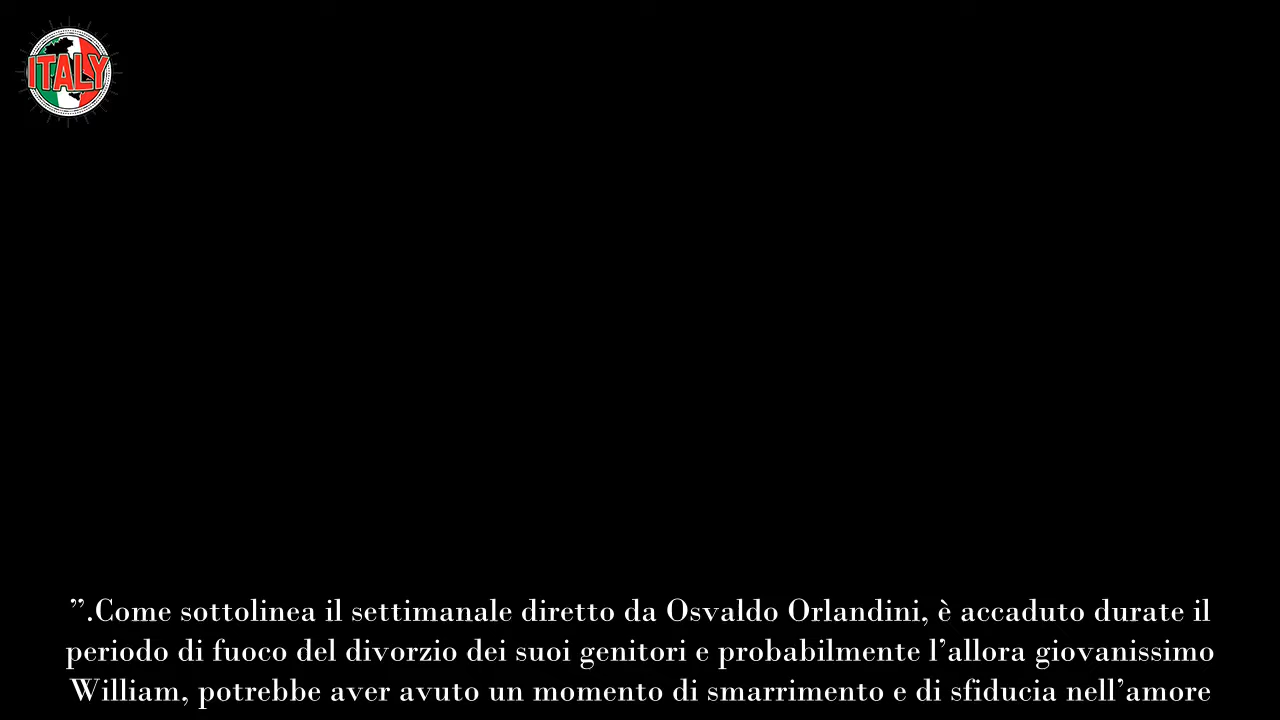 ITALY
”.Come sottolinea il settimanale diretto da Osvaldo Orlandini, è accaduto durate il
periodo di fuoco del divorzio dei suoi genitori e probabilmente l’allora giovanissimo
William, potrebbe aver avuto un momento di smarrimento e di sfiducia nell’amore